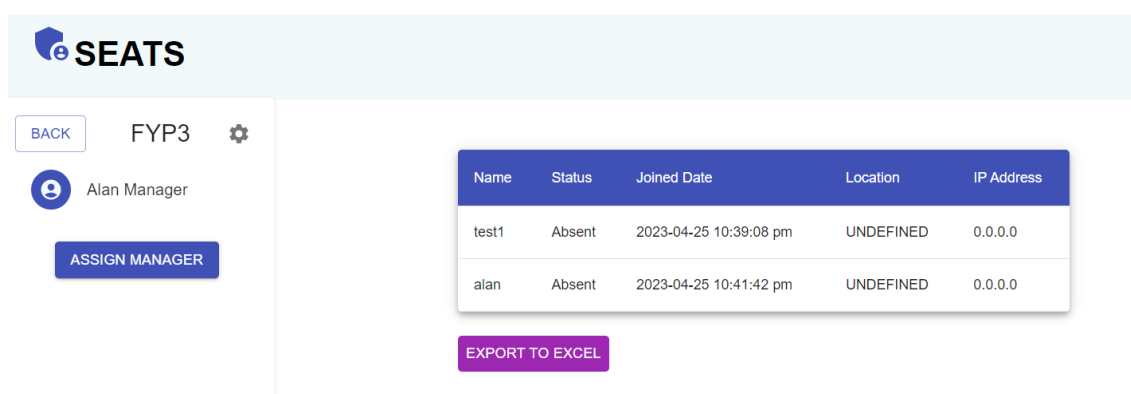 SEATS
BACK FYP3
Alan Manager
ASSIGN MANAGER
Name Status Joined Date Location IP Address
test1 Absent 2023-04-25 10:39:08 pm UNDEFINED 0.0.0.0
alan Absent 2023-04-25 10:41:42 pm UNDEFINED 0.0.0.0
EXPORT TO EXCEL